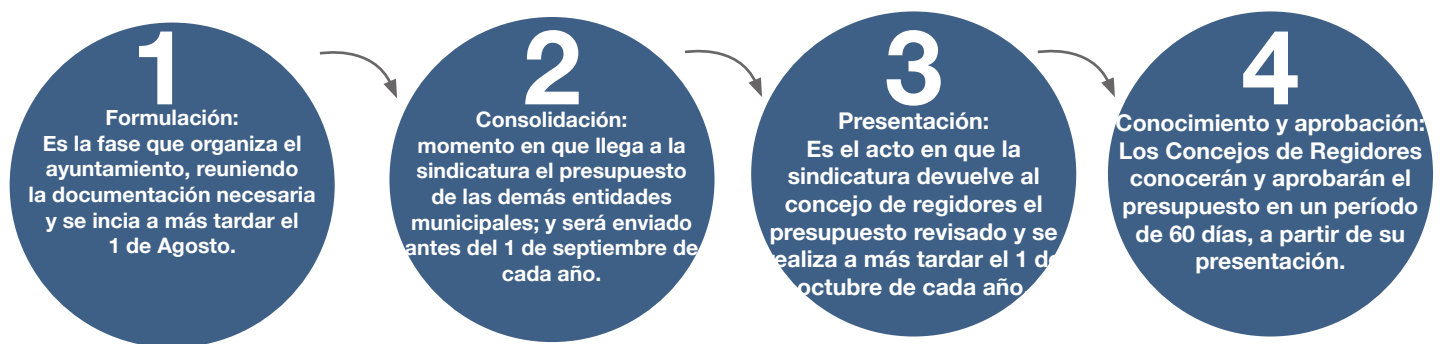 1
Formulación:
Es la fase que organiza el
ayuntamiento, reuniendo
la documentación necesaria
y se incia a más tardar el
1 de Agosto.
2
Consolidación:
momento en que llega a la
sindicatura el presupuesto
de las demás entidades
municipales; y será enviado
antes del 1 de septiembre de
cada año.
3
Presentación:
Es el acto en que la
sindicatura devuelve al
concejo de regidores el
presupuesto revisado y se
realiza a más tardar el 1 de
octubre de cada año.
4
Conocimiento y aprobación:
Los Concejos de Regidores
conocerán y aprobarán el
presupuesto en un período
de 60 días, a partir de su
presentación.